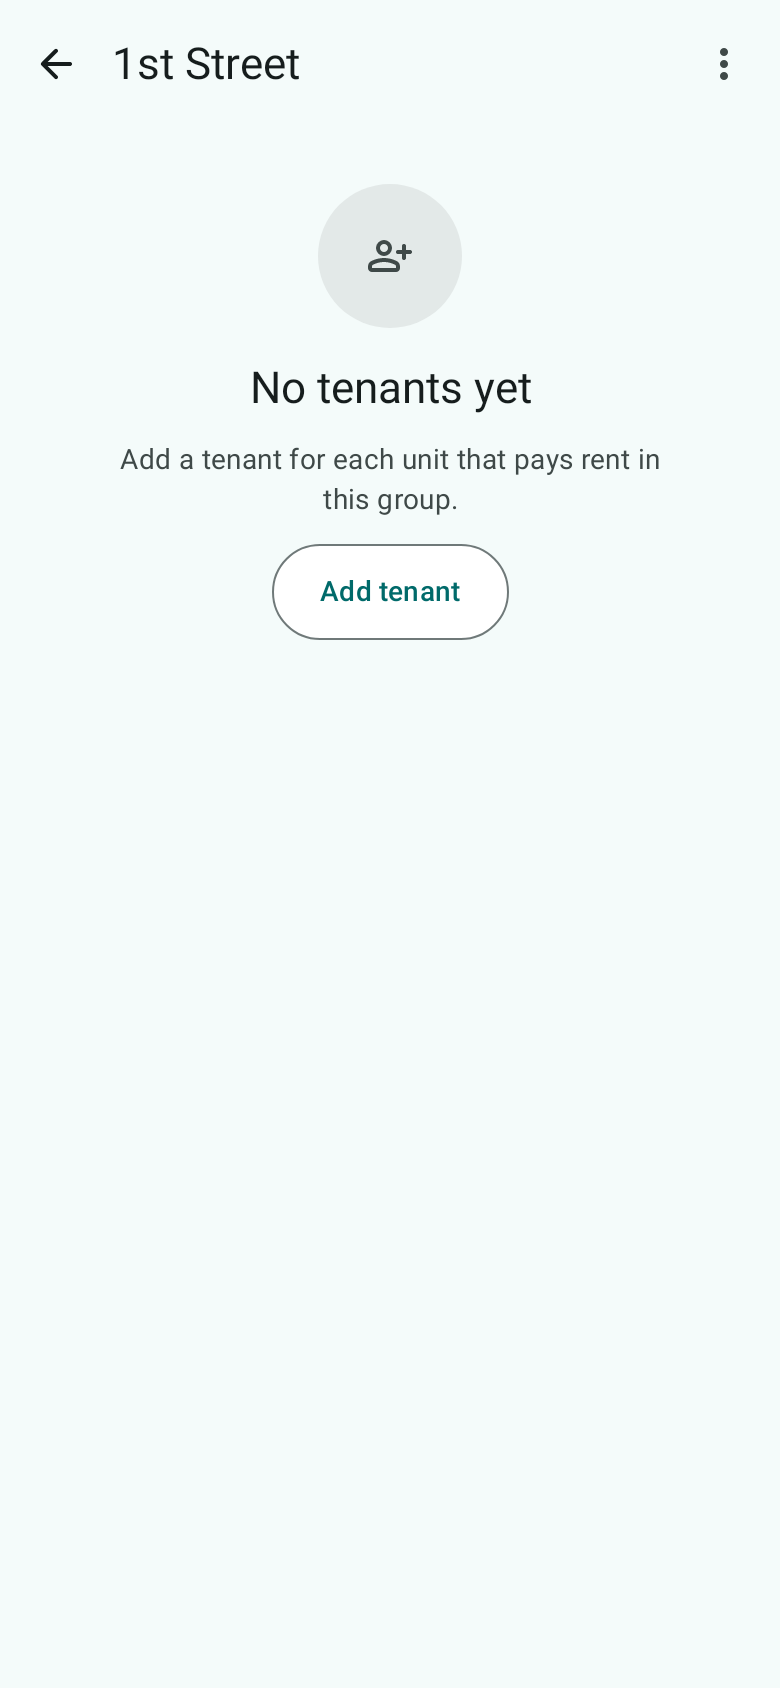 1st Street
No tenants yet
Add a tenant for each unit that pays rent in
this group.
Add tenant